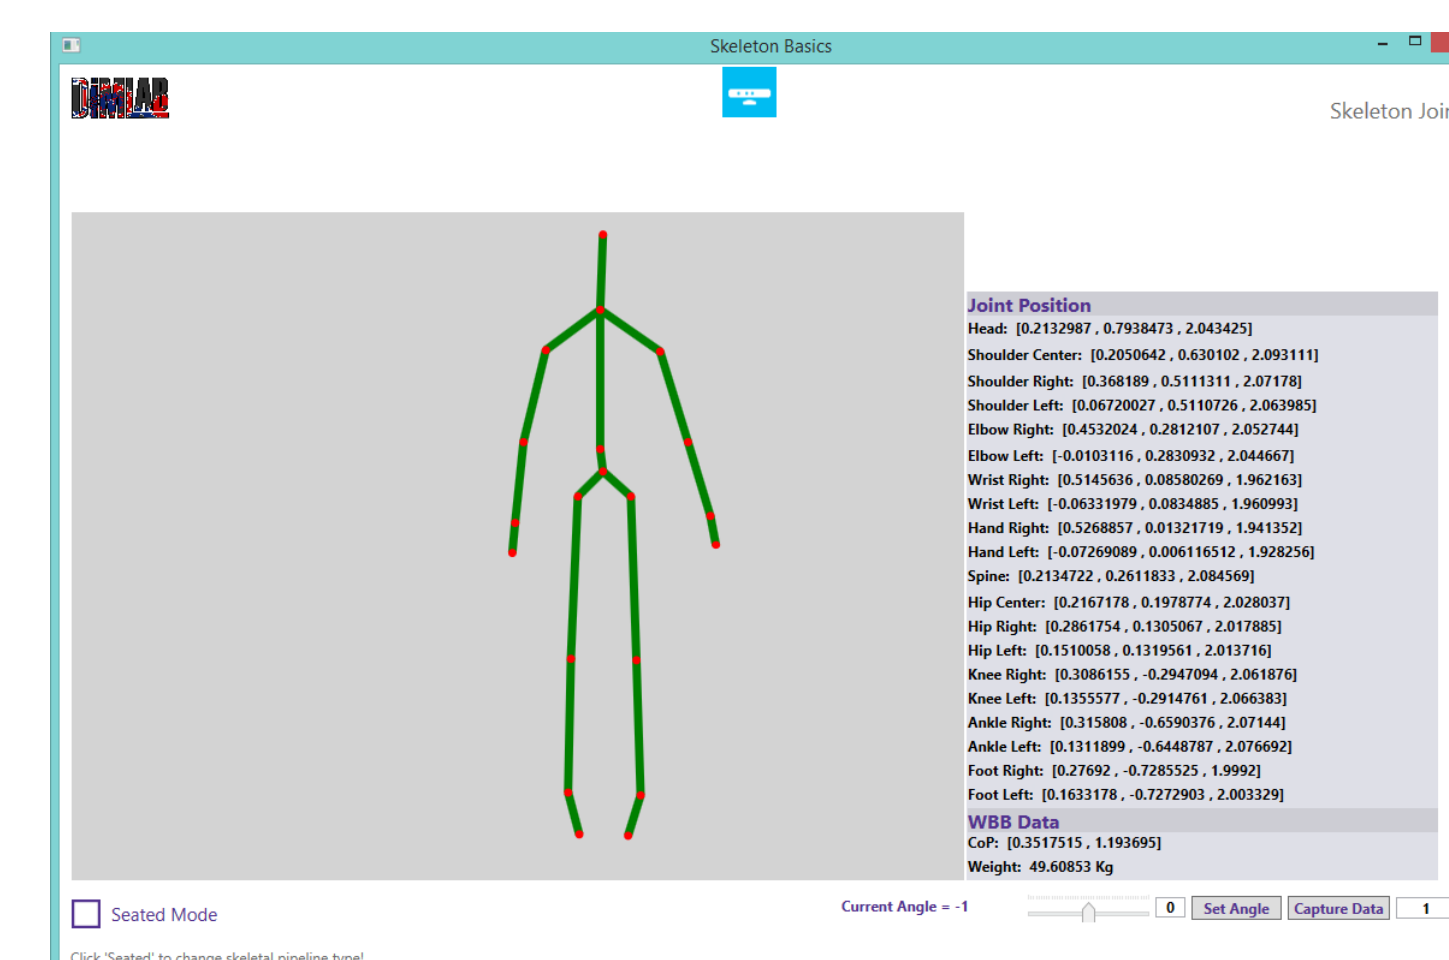 Skeleton Basics
DIMLAB
Skeleton Join
Joint Position
Head: [0.2132987 , 0.7938473 , 2.043425]
Shoulder Center: [0.2050642 , 0.630102 , 2.093111]
Shoulder Right: [0.368189 , 0.5111311 , 2.07178]
Shoulder Left: [0.06720027 , 0.5110726 , 2.063985]
Elbow Right: [0.4532024 , 0.2812107 , 2.052744]
Elbow Left: [-0.0103116 , 0.2830932 , 2.044667]
Wrist Right: [0.5145636 , 0.08580269 , 1.962163]
Wrist Left: [-0.06331979 , 0.0834885 , 1.960993]
Hand Right: [0.5268857 , 0.01321719 , 1.941352]
Hand Left: [-0.07269089 , 0.006116512 , 1.928256]
Spine: [0.2134722 , 0.2611833 , 2.084569]
Hip Center: [0.2167178 , 0.1978774 , 2.028037]
Hip Right: [0.2861754 , 0.1305067 , 2.017885]
Hip Left: [0.1510058 , 0.1319561 , 2.013716]
Knee Right: [0.3086155 , -0.2947094 , 2.061876]
Knee Left: [0.1355577 , -0.2914761 , 2.066383]
Ankle Right: [0.315808 , -0.6590376 , 2.07144]
Ankle Left: [0.1311899 , -0.6448787 , 2.076692]
Foot Right: [0.27692 , -0.7285525 , 1.9992]
Foot Left: [0.1633178 , -0.7272903 , 2.003329]
WBB Data
CoP: [0.3517515 , 1.193695]
Weight: 49.60853 Kg
Seated Mode
Current Angle = -1
0
Set Angle
Capture Data
1
Click 'Seated' to change skeletal pipeline type!